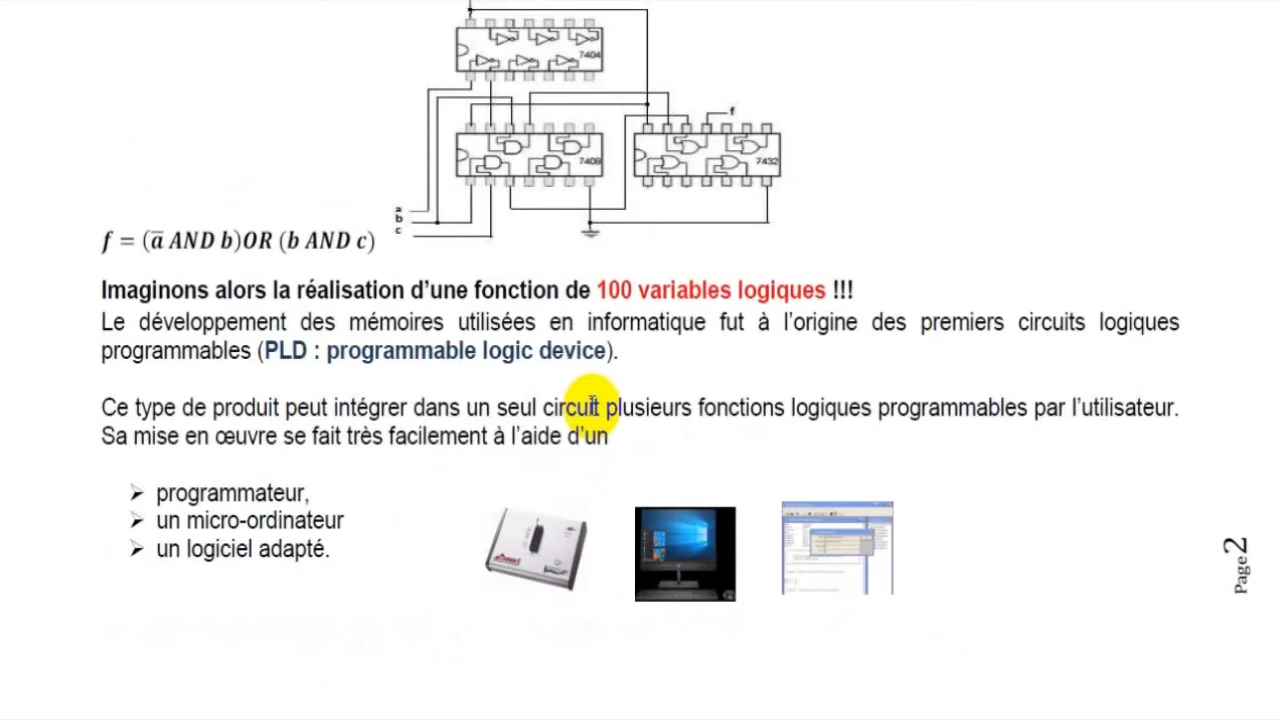 7404
f
7408
7432
a
b
c
f = (a̅ AND b)OR (b AND c)
Imaginons alors la réalisation d’une fonction de 100 variables logiques !!!
Le développement des mémoires utilisées en informatique fut à l’origine des premiers circuits logiques
programmables (PLD : programmable logic device).
Ce type de produit peut intégrer dans un seul circuit plusieurs fonctions logiques programmables par l’utilisateur.
Sa mise en œuvre se fait très facilement à l’aide d’un
programmateur,
un micro-ordinateur
un logiciel adapté.
Page 2